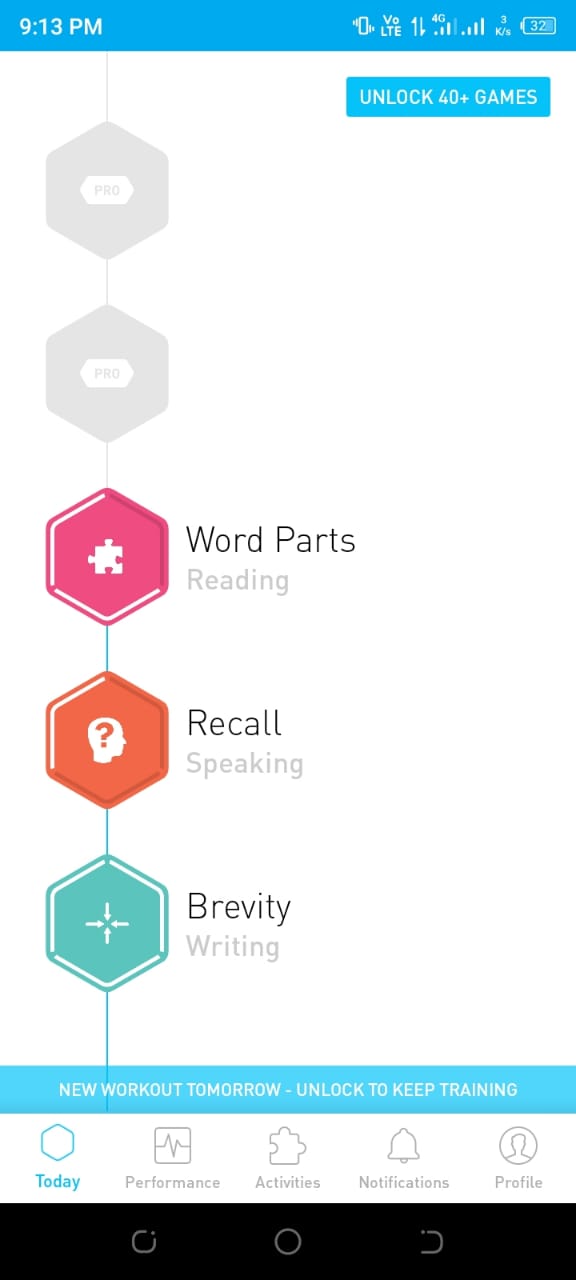 9:13 PM
Vo
LTE
4G
3
K/s
32
UNLOCK 40+ GAMES
PRO
PRO
Word Parts
Reading
?
Recall
Speaking
Brevity
Writing
NEW WORKOUT TOMORROW - UNLOCK TO KEEP TRAINING
Today
Performance
Activities
Notifications
Profile